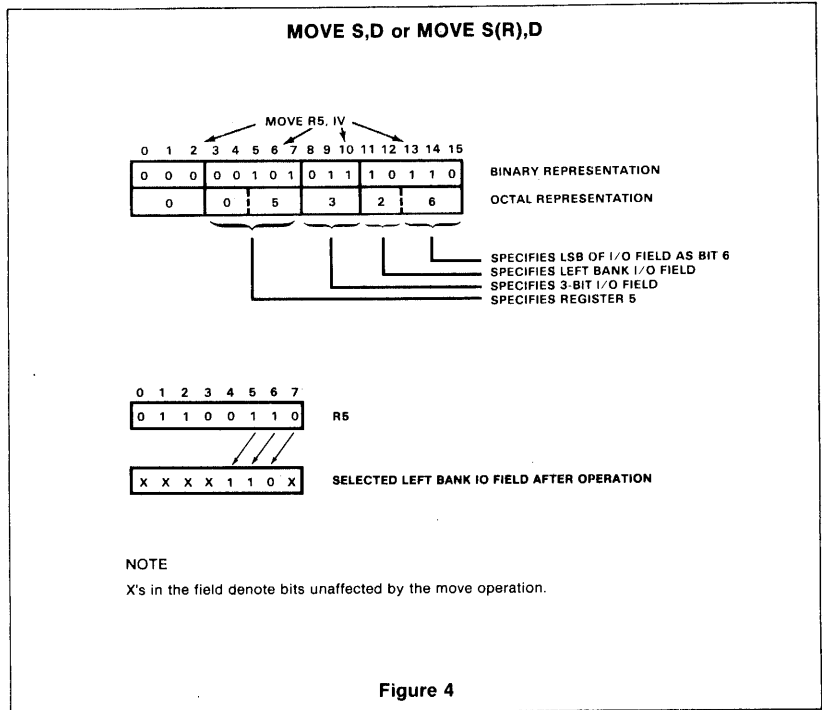 MOVE S,D or MOVE S(R),D
MOVE R5, IV
0 1 2 3 4 5 6 7 8 9 10 11 12 13 14 15
0 0 0 0 0 1 0 1 0 1 1 1 0 1 1 0 BINARY REPRESENTATION
0 0 5 3 2 6 OCTAL REPRESENTATION
SPECIFIES LSB OF I/O FIELD AS BIT 6
SPECIFIES LEFT BANK I/O FIELD
SPECIFIES 3-BIT I/O FIELD
SPECIFIES REGISTER 5
0 1 2 3 4 5 6 7
0 1 1 0 0 1 1 0 R5
X X X X 1 1 0 X SELECTED LEFT BANK IO FIELD AFTER OPERATION
NOTE
X's in the field denote bits unaffected by the move operation.
Figure 4